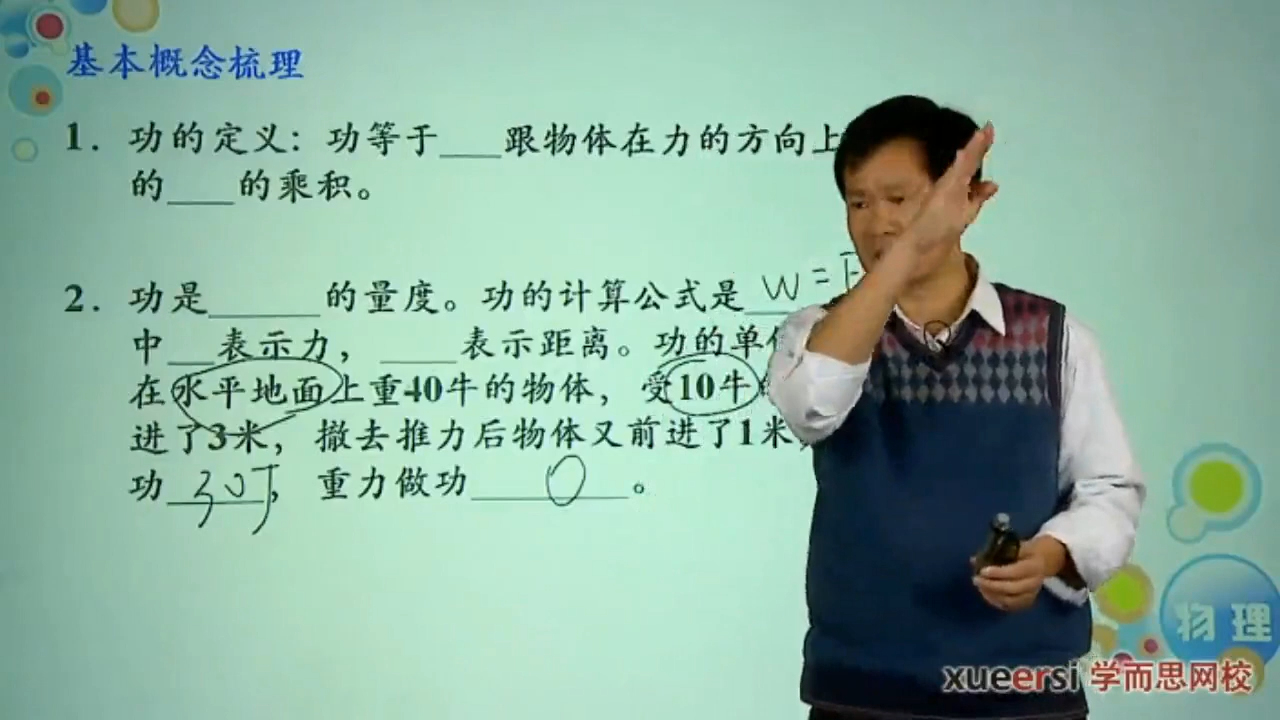 基本概念梳理
1. 功的定义：功等于___跟物体在力的方向上
的___的乘积。
2. 功是______的量度。功的计算公式是 W=F
中___表示力，____表示距离。功的单
在水平地面上重40牛的物体，受10牛
进了3米，撤去推力后物体又前进了1米，
功 30J，重力做功 0 。
物理
xueersi 学而思网校